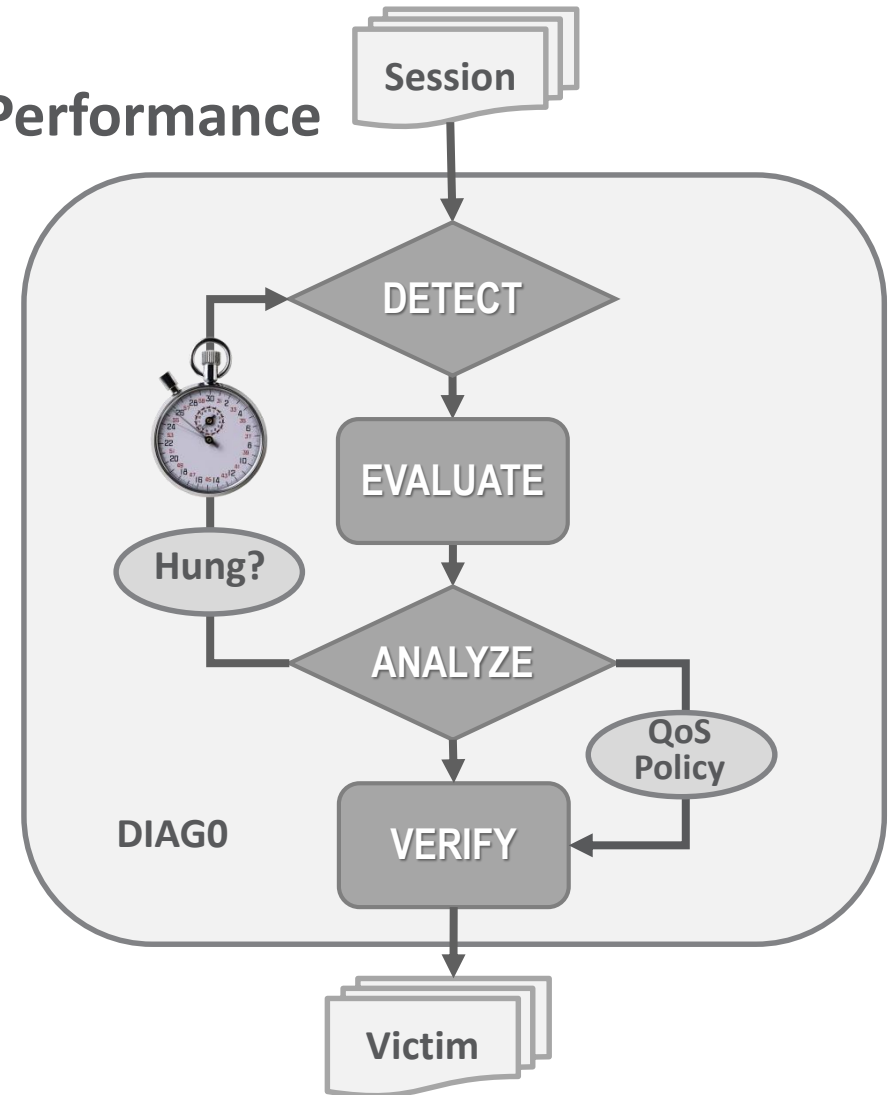 Performance
Session
DETECT
EVALUATE
Hung?
ANALYZE
QoS
Policy
DIAG0
VERIFY
Victim